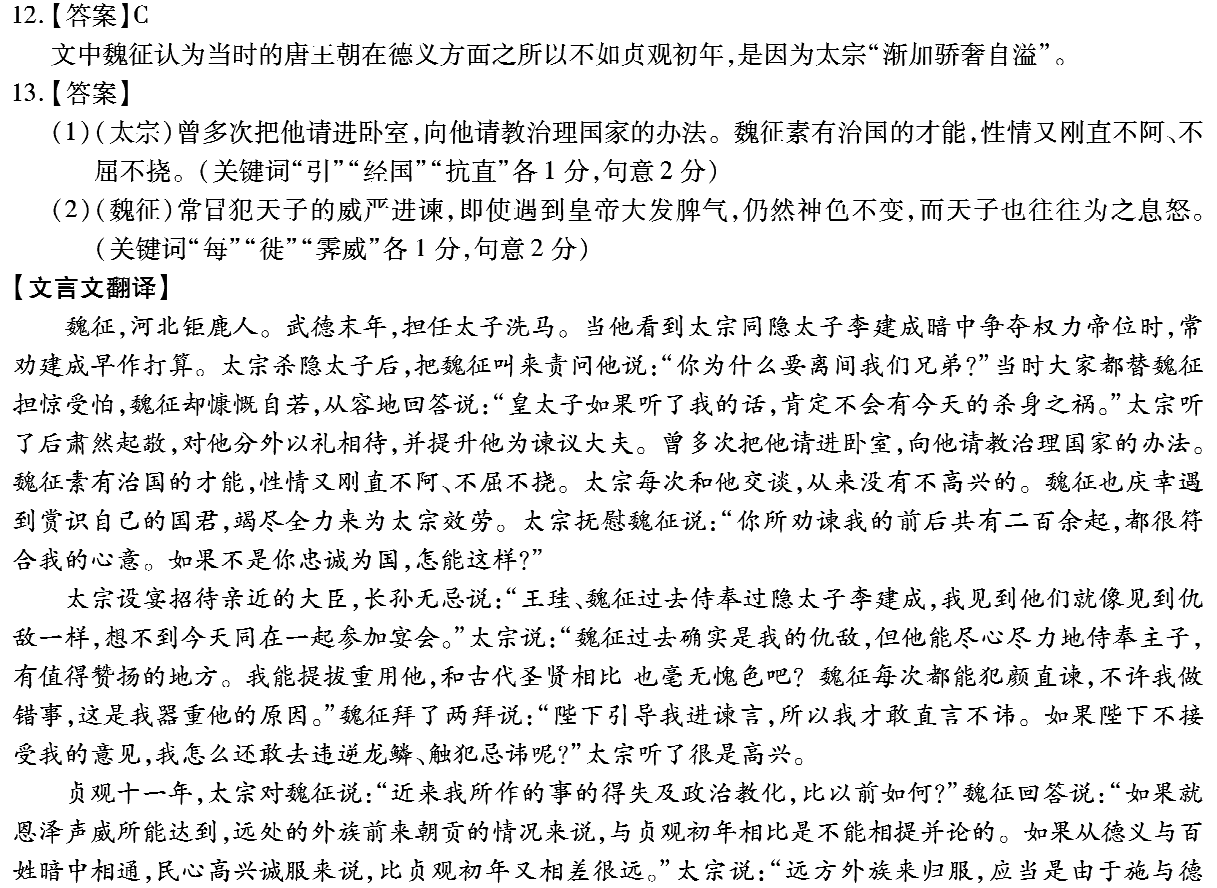 12.【答案】C
文中魏征认为当时的唐王朝在德义方面之所以不如贞观初年,是因为太宗“渐加骄奢自溢”。
13.【答案】
(1)(太宗)曾多次把他请进卧室,向他请教治理国家的办法。魏征素有治国的才能,性情又刚直不阿、不
屈不挠。(关键词“引”“经国”“抗直”各1分,句意2分)
(2)(魏征)常冒犯天子的威严进谏,即使遇到皇帝大发脾气,仍然神色不变,而天子也往往为之息怒。
(关键词“每”“徙”“霁威”各1分,句意2分)
【文言文翻译】
魏征,河北钜鹿人。武德末年,担任太子洗马。当他看到太宗同隐太子李建成暗中争夺权力帝位时,常
劝建成早作打算。太宗杀隐太子后,把魏征叫来责问他说:“你为什么要离间我们兄弟?”当时大家都替魏征
担惊受怕,魏征却慷慨自若,从容地回答说:“皇太子如果听了我的话,肯定不会有今天的杀身之祸。”太宗听
了后肃然起敬,对他分外以礼相待,并提升他为谏议大夫。曾多次把他请进卧室,向他请教治理国家的办法。
魏征素有治国的才能,性情又刚直不阿、不屈不挠。太宗每次和他交谈,从来没有不高兴的。魏征也庆幸遇
到赏识自己的国君,竭尽全力来为太宗效劳。太宗抚慰魏征说:“你所劝谏我的前后共有二百余起,都很符
合我的心意。如果不是你忠诚为国,怎能这样?”
太宗设宴招待亲近的大臣,长孙无忌说:“王珪、魏征过去侍奉过隐太子李建成,我见到他们就像见到仇
敌一样,想不到今天同在一起参加宴会。”太宗说:“魏征过去确实是我的仇敌,但他能尽心尽力地侍奉主子,
有值得赞扬的地方。我能提拔重用他,和古代圣贤相比 也毫无愧色吧?魏征每次都能犯颜直谏,不许我做
错事,这是我器重他的原因。”魏征拜了两拜说:“陛下引导我进谏言,所以我才敢直言不讳。如果陛下不接
受我的意见,我怎么还敢去违逆龙鳞、触犯忌讳呢?”太宗听了很是高兴。
贞观十一年,太宗对魏征说:“近来我所作的事的得失及政治教化,比以前如何?”魏征回答说:“如果就
恩泽声威所能达到,远处的外族前来朝贡的情况来说,与贞观初年相比是不能相提并论的。如果从德义与百
姓暗中相通,民心高兴诚服来说,比贞观初年又相差很远。”太宗说:“远方外族来归服,应当是由于施与德